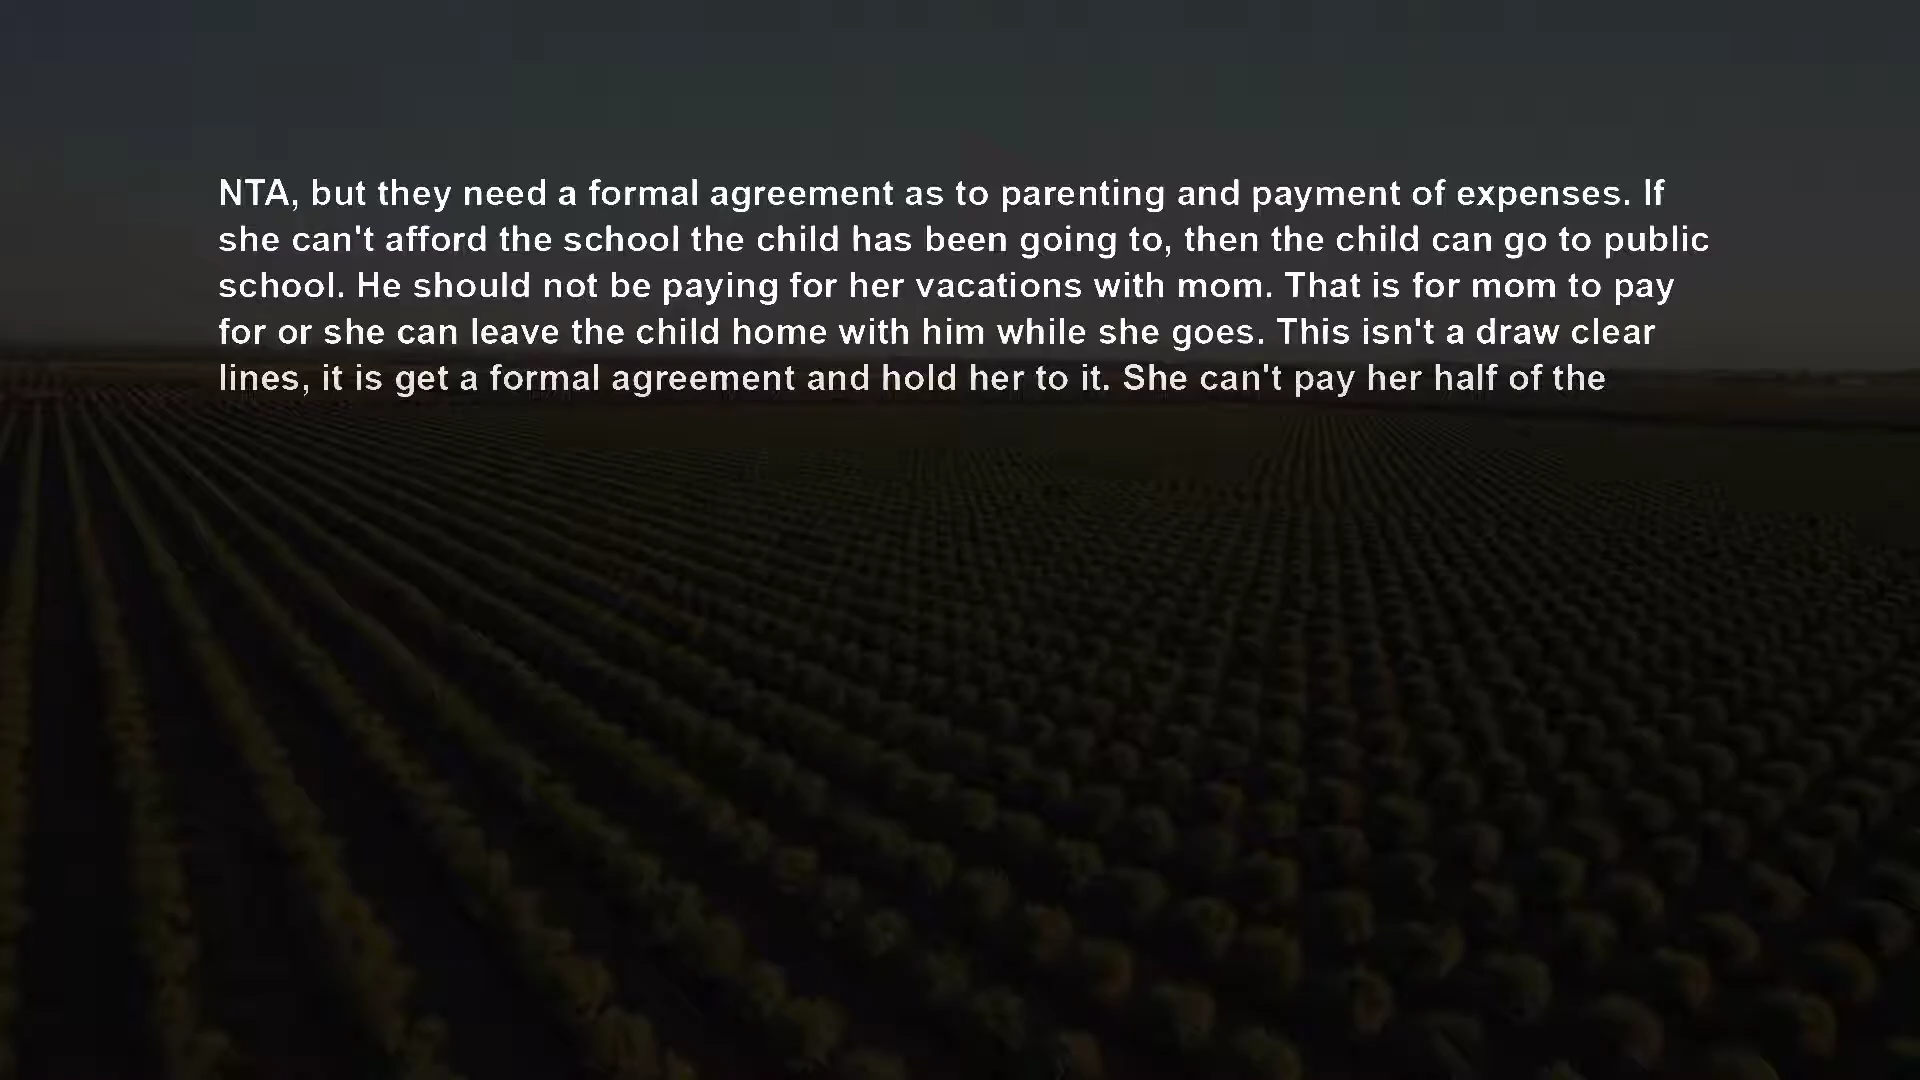 NTA, but they need a formal agreement as to parenting and payment of expenses. If
she can't afford the school the child has been going to, then the child can go to public
school. He should not be paying for her vacations with mom. That is for mom to pay
for or she can leave the child home with him while she goes. This isn't a draw clear
lines, it is get a formal agreement and hold her to it. She can't pay her half of the